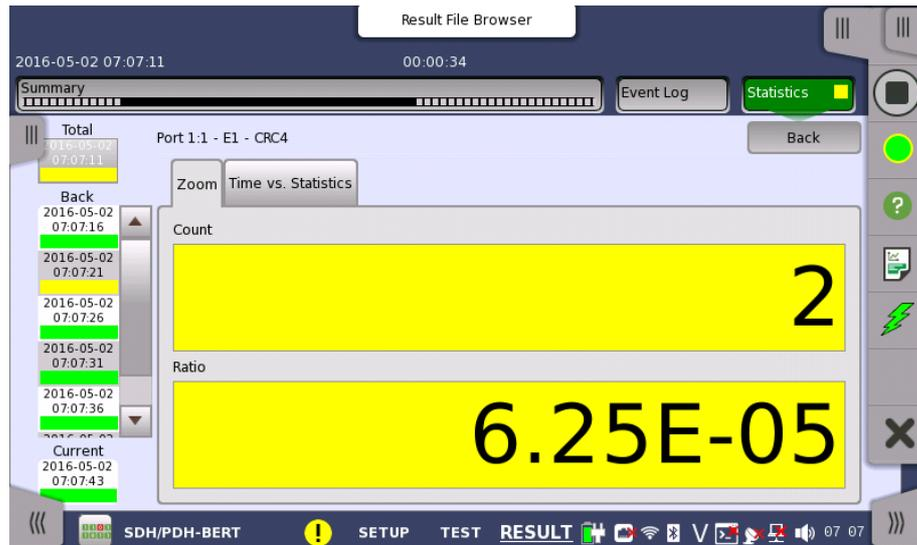 Result File Browser
2016-05-02 07:07:11
00:00:34
Summary
Event Log
Statistics
Total
2016-05-02
07:07:11
Port 1:1 - E1 - CRC4
Back
Back
2016-05-02
07:07:16
2016-05-02
07:07:21
2016-05-02
07:07:26
2016-05-02
07:07:31
2016-05-02
07:07:36
Current
2016-05-02
07:07:43
Zoom
Time vs. Statistics
Count
2
Ratio
6.25E-05
SDH/PDH-BERT
SETUP
TEST
RESULT
V
07 07